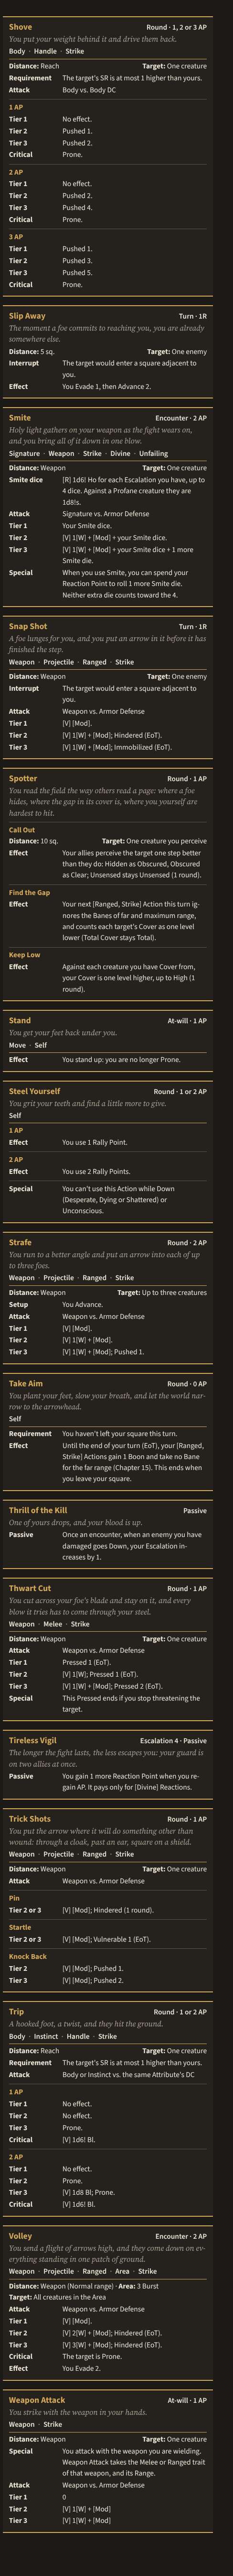 Shove Round · 1, 2 or 3 AP
You put your weight behind it and drive them back.
Body · Handle · Strike
Distance: Reach Target: One creature
Requirement The target's SR is at most 1 higher than yours.
Attack Body vs. Body DC
1 AP
Tier 1 No effect.
Tier 2 Pushed 1.
Tier 3 Pushed 2.
Critical Prone.
2 AP
Tier 1 No effect.
Tier 2 Pushed 2.
Tier 3 Pushed 4.
Critical Prone.
3 AP
Tier 1 Pushed 1.
Tier 2 Pushed 3.
Tier 3 Pushed 5.
Critical Prone.
Slip Away Turn · 1R
The moment a foe commits to reaching you, you are already
somewhere else.
Distance: 5 sq. Target: One enemy
Interrupt The target would enter a square adjacent to
you.
Effect You Evade 1, then Advance 2.
Smite Encounter · 2 AP
Holy light gathers on your weapon as the fight wears on,
and you bring all of it down in one blow.
Signature · Weapon · Strike · Divine · Unfailing
Distance: Weapon Target: One creature
Smite dice [R] 1d6! Ho for each Escalation you have, up to
4 dice. Against a Profane creature they are
1d8!s.
Attack Signature vs. Armor Defense
Tier 1 Your Smite dice.
Tier 2 [V] 1[W] + [Mod] + your Smite dice.
Tier 3 [V] 1[W] + [Mod] + your Smite dice + 1 more
Smite die.
Special When you use Smite, you can spend your
Reaction Point to roll 1 more Smite die.
Neither extra die counts toward the 4.
Snap Shot Turn · 1R
A foe lunges for you, and you put an arrow in it before it has
finished the step.
Weapon · Projectile · Ranged · Strike
Distance: Weapon Target: One enemy
Interrupt The target would enter a square adjacent to
you.
Attack Weapon vs. Armor Defense
Tier 1 [V] [Mod].
Tier 2 [V] 1[W] + [Mod]; Hindered (EoT).
Tier 3 [V] 1[W] + [Mod]; Immobilized (EoT).
Spotter Round · 1 AP
You read the field the way others read a page: where a foe
hides, where the gap in its cover is, where you yourself are
hardest to hit.
Call Out
Distance: 10 sq. Target: One creature you perceive
Effect Your allies perceive the target one step better
than they do: Hidden as Obscured, Obscured
as Clear; Unsensed stays Unsensed (1 round).
Find the Gap
Effect Your next [Ranged, Strike] Action this turn ig-
nores the Banes of far and maximum range,
and counts each target's Cover as one level
lower (Total Cover stays Total).
Keep Low
Effect Against each creature you have Cover from,
your Cover is one level higher, up to High (1
round).
Stand At-will · 1 AP
You get your feet back under you.
Move · Self
Effect You stand up: you are no longer Prone.
Steel Yourself Round · 1 or 2 AP
You grit your teeth and find a little more to give.
Self
1 AP
Effect You use 1 Rally Point.
2 AP
Effect You use 2 Rally Points.
Special You can't use this Action while Down
(Desperate, Dying or Shattered) or
Unconscious.
Strafe Round · 2 AP
You run to a better angle and put an arrow into each of up
to three foes.
Weapon · Projectile · Ranged · Strike
Distance: Weapon Target: Up to three creatures
Setup You Advance.
Attack Weapon vs. Armor Defense
Tier 1 [V] [Mod].
Tier 2 [V] 1[W] + [Mod].
Tier 3 [V] 1[W] + [Mod]; Pushed 1.
Take Aim Round · 0 AP
You plant your feet, slow your breath, and let the world nar-
row to the arrowhead.
Self
Requirement You haven't left your square this turn.
Effect Until the end of your turn (EoT), your [Ranged,
Strike] Actions gain 1 Boon and take no Bane
for the far range (Chapter 15). This ends when
you leave your square.
Thrill of the Kill Passive
One of yours drops, and your blood is up.
Passive Once an encounter, when an enemy you have
damaged goes Down, your Escalation in-
creases by 1.
Thwart Cut Round · 1 AP
You cut across your foe's blade and stay on it, and every
blow it tries has to come through your steel.
Weapon · Melee · Strike
Distance: Weapon Target: One creature
Attack Weapon vs. Armor Defense
Tier 1 Pressed 1 (EoT).
Tier 2 [V] 1[W]; Pressed 1 (EoT).
Tier 3 [V] 1[W] + [Mod]; Pressed 2 (EoT).
Special This Pressed ends if you stop threatening the
target.
Tireless Vigil Escalation 4 · Passive
The longer the fight lasts, the less escapes you: your guard is
on two allies at once.
Passive You gain 1 more Reaction Point when you re-
gain AP. It pays only for [Divine] Reactions.
Trick Shots Round · 1 AP
You put the arrow where it will do something other than
wound: through a cloak, past an ear, square on a shield.
Weapon · Projectile · Ranged · Strike
Distance: Weapon Target: One creature
Attack Weapon vs. Armor Defense
Pin
Tier 2 or 3 [V] [Mod]; Hindered (1 round).
Startle
Tier 2 or 3 [V] [Mod]; Vulnerable 1 (EoT).
Knock Back
Tier 2 [V] [Mod]; Pushed 1.
Tier 3 [V] [Mod]; Pushed 2.
Trip Round · 1 or 2 AP
A hooked foot, a twist, and they hit the ground.
Body · Instinct · Handle · Strike
Distance: Reach Target: One creature
Requirement The target's SR is at most 1 higher than yours.
Attack Body or Instinct vs. the same Attribute's DC
1 AP
Tier 1 No effect.
Tier 2 No effect.
Tier 3 Prone.
Critical [V] 1d6! Bl.
2 AP
Tier 1 No effect.
Tier 2 Prone.
Tier 3 [V] 1d8 Bl; Prone.
Critical [V] 1d6! Bl.
Volley Encounter · 2 AP
You send a flight of arrows high, and they come down on ev-
erything standing in one patch of ground.
Weapon · Projectile · Ranged · Area · Strike
Distance: Weapon (Normal range) · Area: 3 Burst
Target: All creatures in the Area
Attack Weapon vs. Armor Defense
Tier 1 [V] [Mod].
Tier 2 [V] 2[W] + [Mod]; Hindered (EoT).
Tier 3 [V] 3[W] + [Mod]; Hindered (EoT).
Critical The target is Prone.
Effect You Evade 2.
Weapon Attack At-will · 1 AP
You strike with the weapon in your hands.
Weapon · Strike
Distance: Weapon Target: One creature
Special You attack with the weapon you are wielding.
Weapon Attack takes the Melee or Ranged trait
of that weapon, and its Range.
Attack Weapon vs. Armor Defense
Tier 1 0
Tier 2 [V] 1[W] + [Mod]
Tier 3 [V] 1[W] + [Mod]